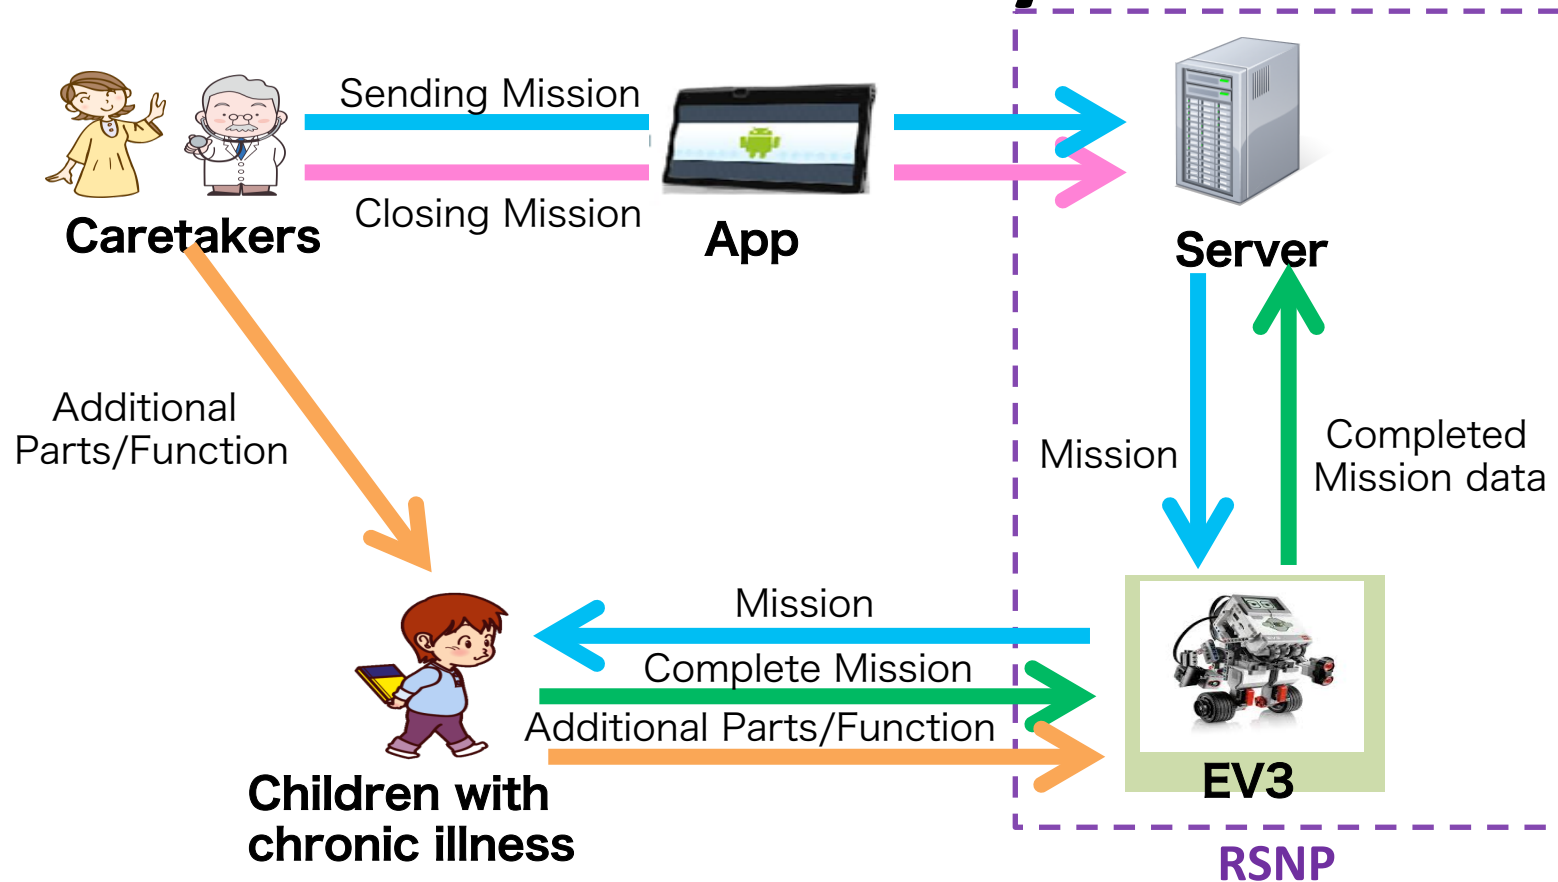 Sending Mission
Closing Mission
Caretakers
App
Server
Additional
Parts/Function
Mission
Completed
Mission data
Mission
Complete Mission
Additional Parts/Function
EV3
Children with
chronic illness
RSNP